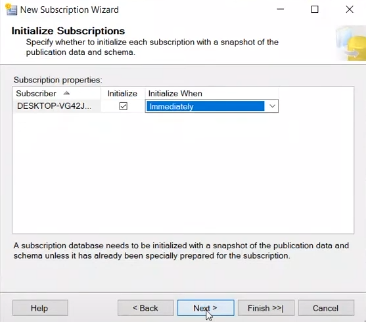 New Subscription Wizard
Initialize Subscriptions
Specify whether to initialize each subscription with a snapshot of the
publication data and schema.
Subscription properties:
Subscriber Initialize Initialize When
DESKTOP-VG42J... Immediately
A subscription database needs to be initialized with a snapshot of the publication data and
schema unless it has already been specially prepared for the subscription.
Help < Back Next > Finish >>| Cancel